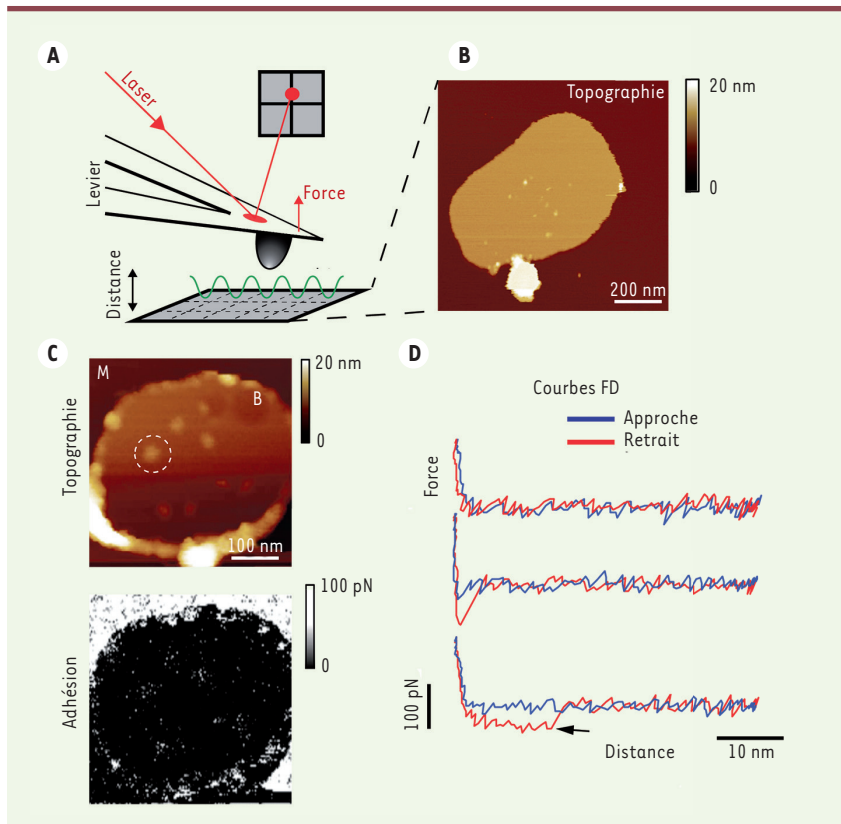 A
Laser
Levier
Force
Distance
B
Topographie
20 nm
0
200 nm
C
Topographie
M
B
20 nm
0
100 nm
Adhésion
100 pN
0
D
Courbes FD
Approche
Retrait
Force
100 pN
Distance
10 nm